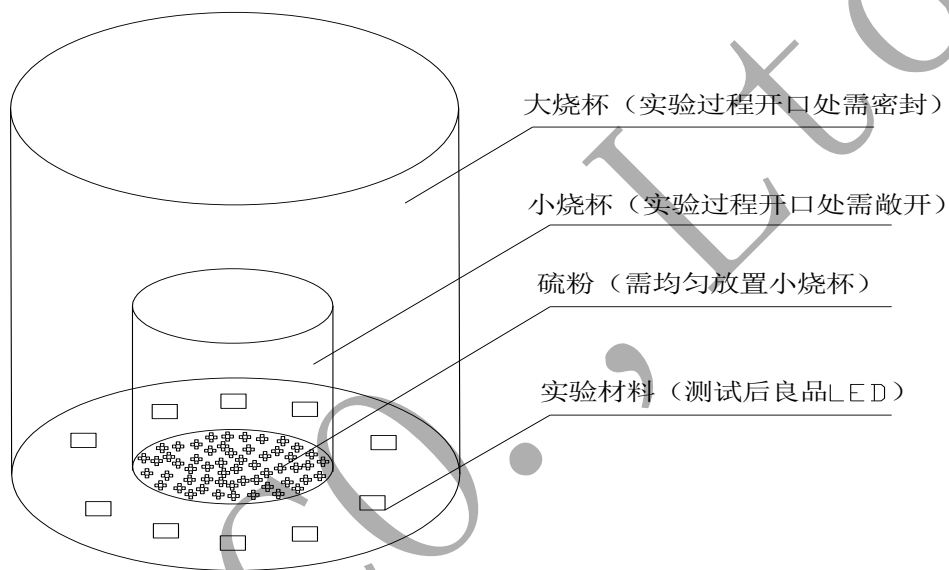 大烧杯（实验过程开口处需密封）
小烧杯（实验过程开口处需敞开）
硫粉（需均匀放置小烧杯）
实验材料（测试后良品LED）
CO., Ltd